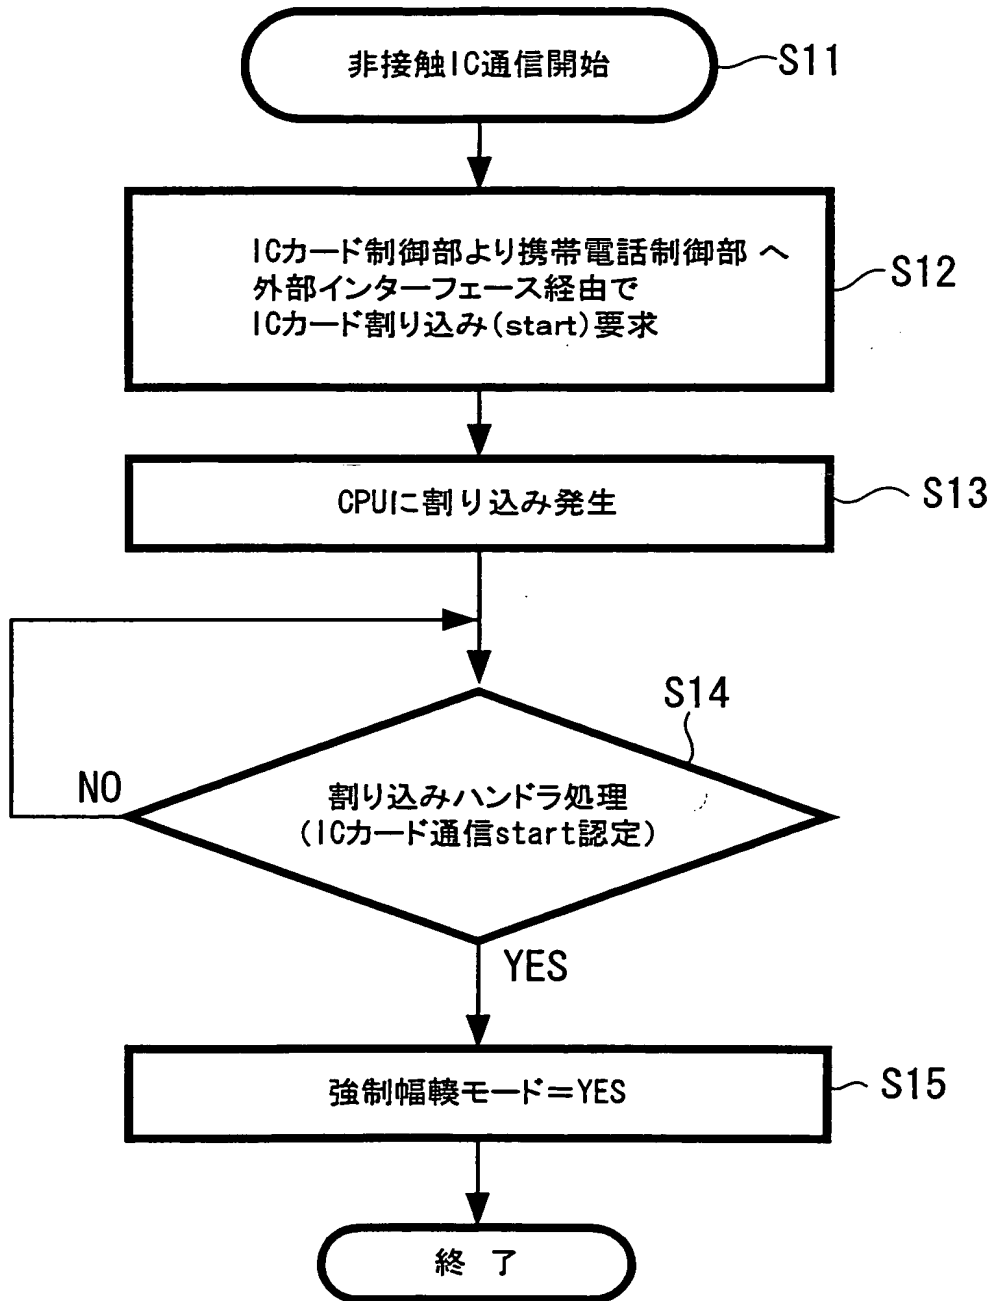 非接触IC通信開始
S11
ICカード制御部より携帯電話制御部 へ
外部インターフェース経由で
ICカード割り込み(start)要求
S12
CPUに割り込み発生
S13
S14
割り込みハンドラ処理
(ICカード通信start認定)
NO
YES
強制幅輳モード=YES
S15
終 了